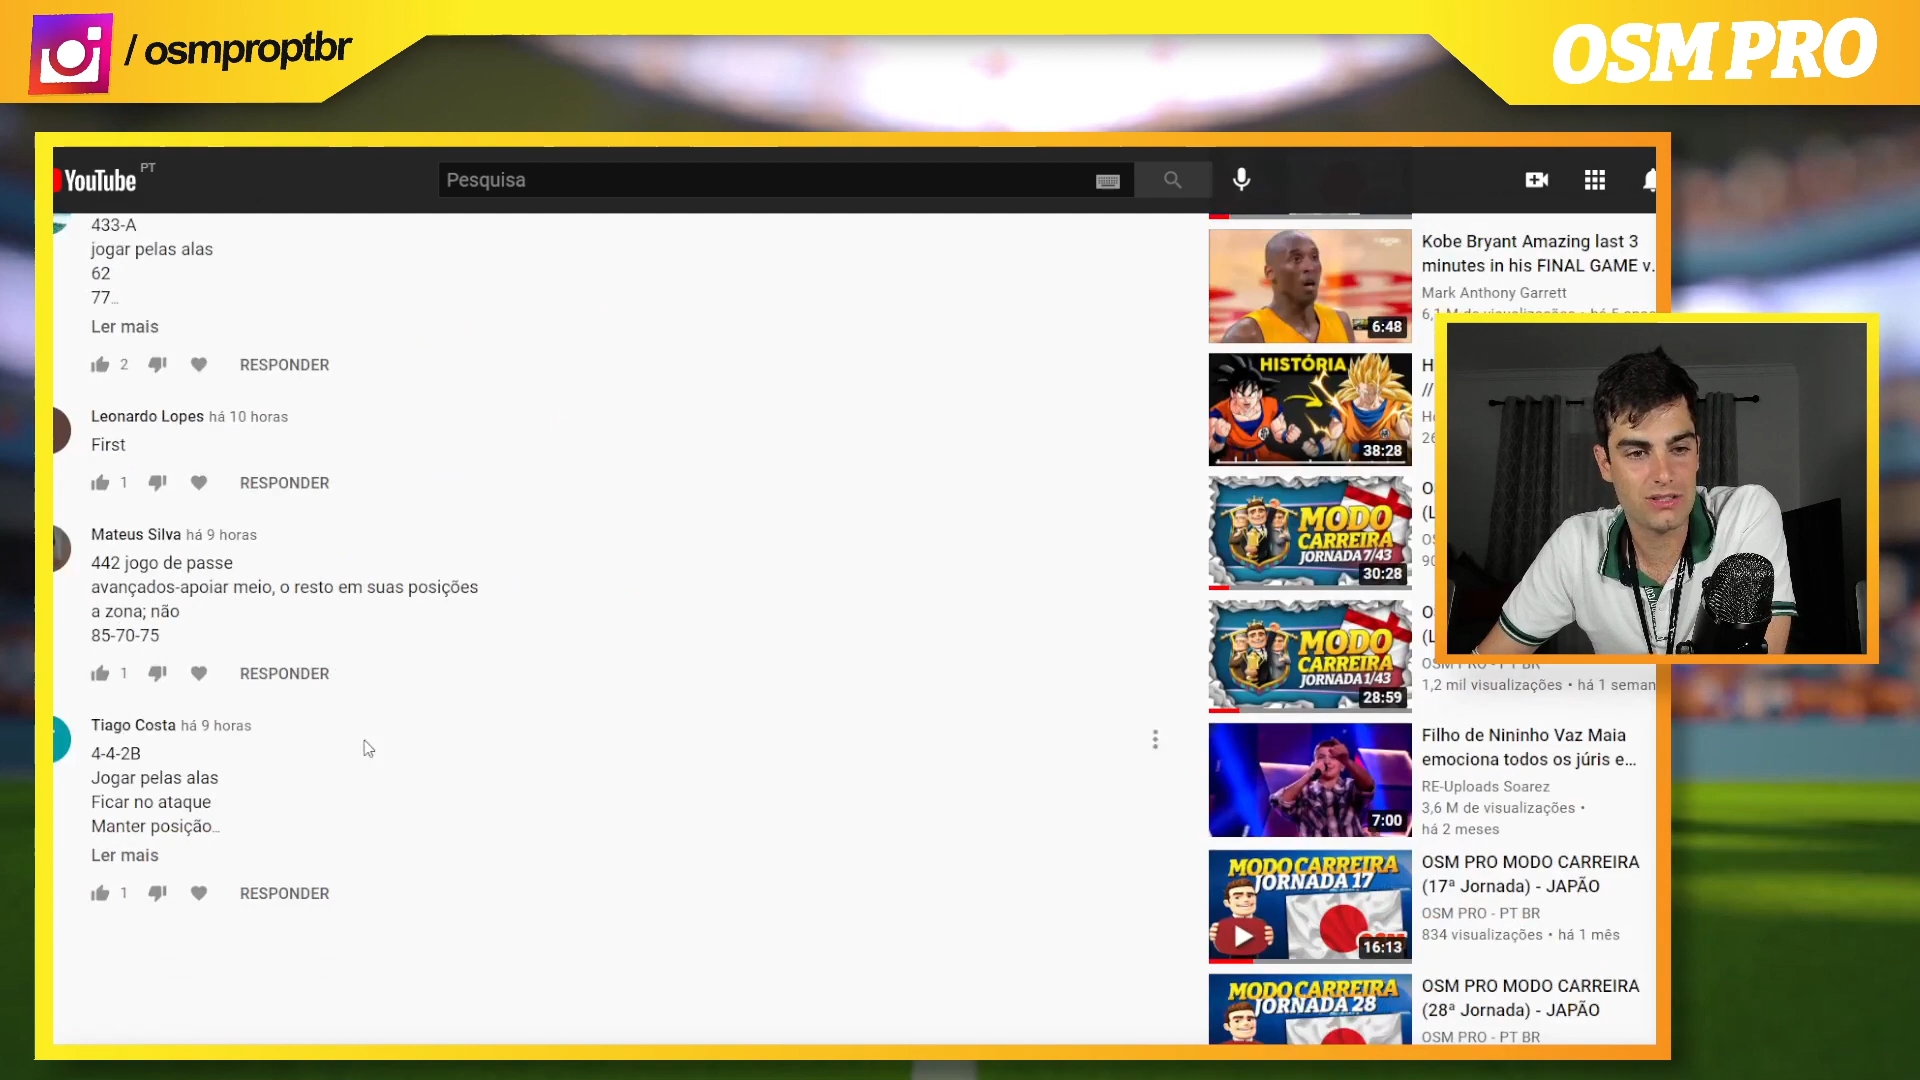 / osmproptbr
OSM PRO
YouTube PT
Pesquisa
433-A
jogar pelas alas
62
77...
Ler mais
2
RESPONDER
Leonardo Lopes há 10 horas
First
1
RESPONDER
Mateus Silva há 9 horas
442 jogo de passe
avançados-apoiar meio, o resto em suas posições
a zona; não
85-70-75
1
RESPONDER
Tiago Costa há 9 horas
4-4-2B
Jogar pelas alas
Ficar no ataque
Manter posição...
Ler mais
1
RESPONDER
6:48
Kobe Bryant Amazing last 3
minutes in his FINAL GAME v.
Mark Anthony Garrett
HISTÓRIA
38:28
MODO
CARREIRA
JORNADA 7/43
30:28
MODO
CARREIRA
JORNADA 1/43
28:59
OSM PRO - PT BR
1,2 mil visualizações • há 1 seman
7:00
Filho de Nininho Vaz Maia
emociona todos os júris e...
RE-Uploads Soarez
3,6 M de visualizações •
há 2 meses
MODO CARREIRA
JORNADA 17
16:13
OSM PRO MODO CARREIRA
(17ª Jornada) - JAPÃO
OSM PRO - PT BR
834 visualizações • há 1 mês
MODO CARREIRA
JORNADA 28
OSM PRO MODO CARREIRA
(28ª Jornada) - JAPÃO
OSM PRO - PT BR